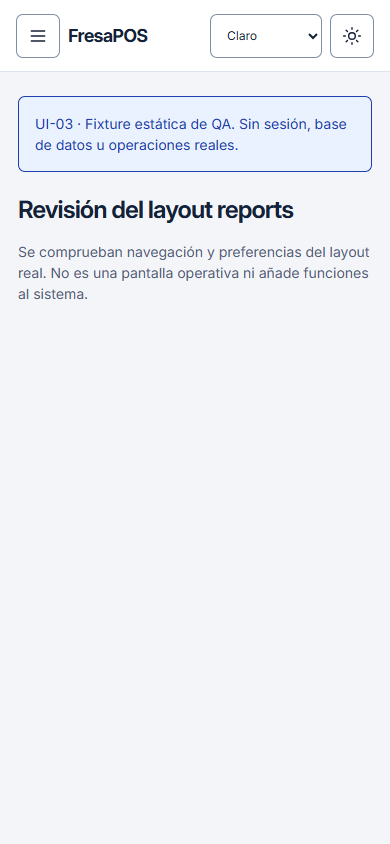 FresaPOS
Claro
UI-03 · Fixture estática de QA. Sin sesión, base
de datos u operaciones reales.
Revisión del layout reports
Se comprueban navegación y preferencias del layout
real. No es una pantalla operativa ni añade funciones
al sistema.